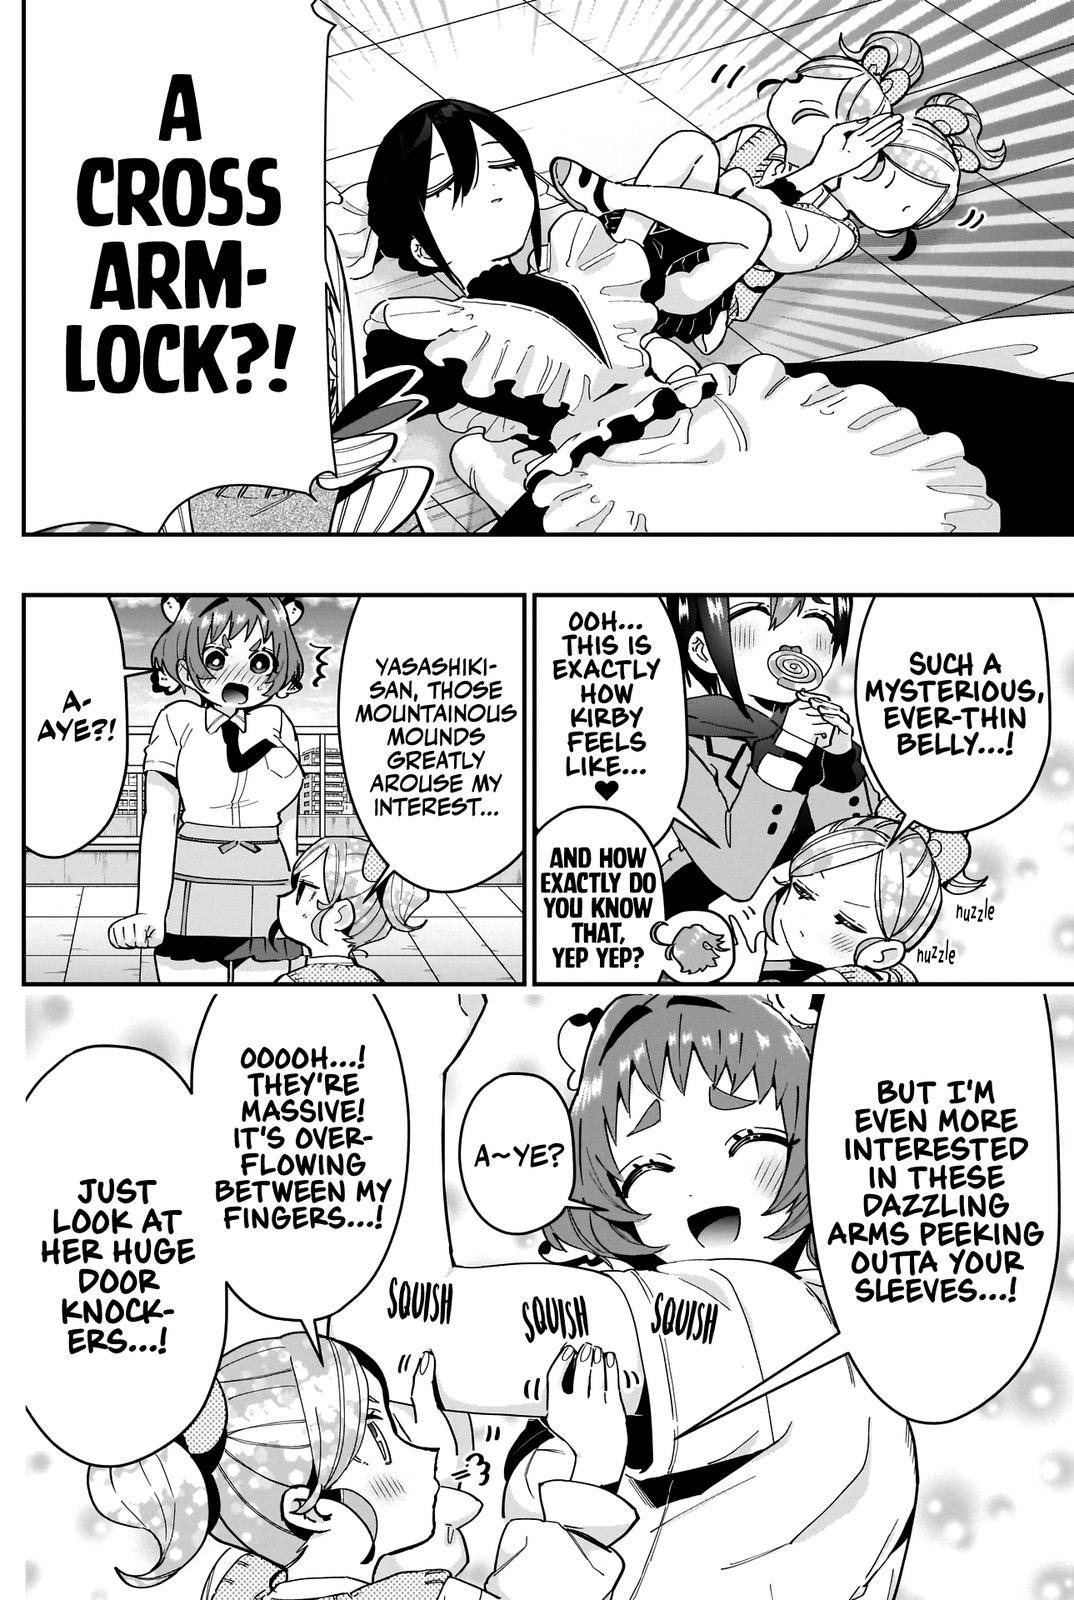 A
CROSS
ARM-
LOCK?!
SUCH A
MYSTERIOUS,
EVER-THIN
BELLY...!
nuzzle
nuzzle
OOH...
THIS IS
EXACTLY
HOW
KIRBY
FEELS
LIKE...
♥
AND HOW
EXACTLY DO
YOU KNOW
THAT,
YEP YEP?
YASASHIKI-
SAN, THOSE
MOUNTAINOUS
MOUNDS
GREATLY
AROUSE MY
INTEREST...
A-
AYE?!
BUT I'M
EVEN MORE
INTERESTED
IN THESE
DAZZLING
ARMS PEEKING
OUTTA YOUR
SLEEVES...!
A~YE?
SQUISH
SQUISH
SQUISH
OOOOH...!
THEY'RE
MASSIVE!
IT'S OVER-
FLOWING
BETWEEN MY
FINGERS...!
JUST
LOOK AT
HER HUGE
DOOR
KNOCK-
ERS...!